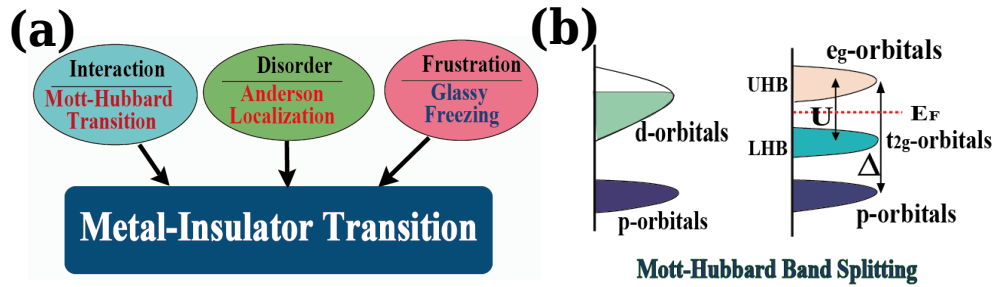 (a)
Interaction
Mott-Hubbard
Transition
Disorder
Anderson
Localization
Frustration
Glassy
Freezing
Metal-Insulator Transition
(b)
d-orbitals
p-orbitals
eg-orbitals
UHB
U
EF
t2g-orbitals
LHB
Δ
p-orbitals
Mott-Hubbard Band Splitting